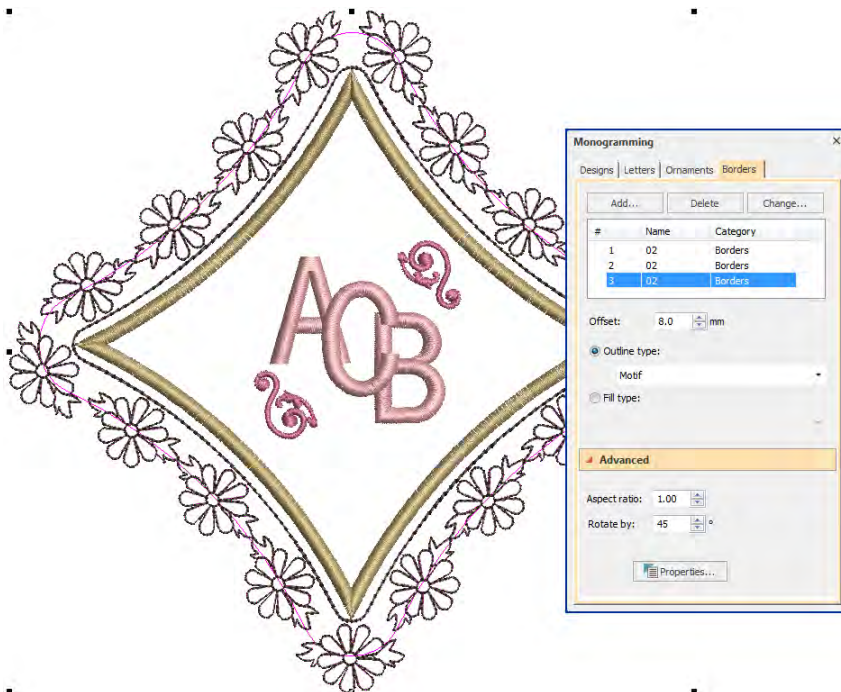 AOB
Monogramming
Designs Letters Ornaments Borders
Add... Delete Change...
# Name Category
1 02 Borders
2 02 Borders
3 02 Borders
Offset: 8.0 mm
Outline type:
Motif
Fill type:
Advanced
Aspect ratio: 1.00
Rotate by: 45 °
Properties...